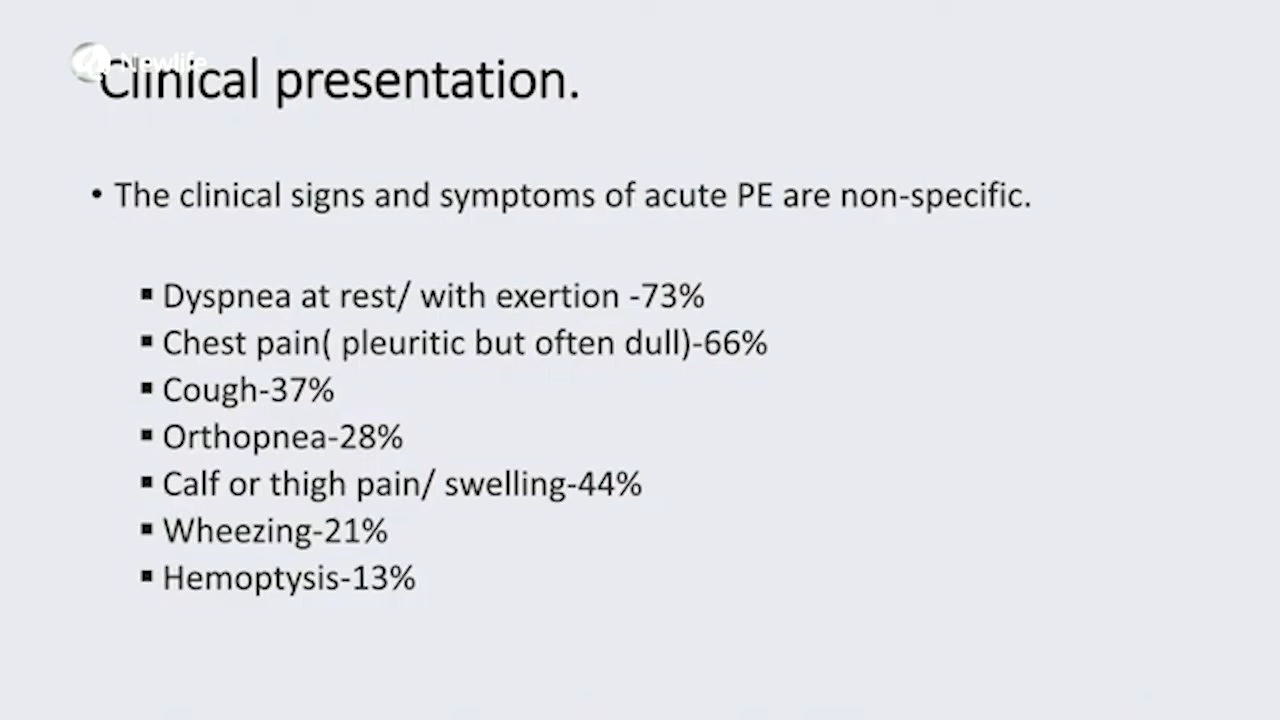 Newlife
Clinical presentation.
• The clinical signs and symptoms of acute PE are non-specific.
▪ Dyspnea at rest/ with exertion -73%
▪ Chest pain( pleuritic but often dull)-66%
▪ Cough-37%
▪ Orthopnea-28%
▪ Calf or thigh pain/ swelling-44%
▪ Wheezing-21%
▪ Hemoptysis-13%